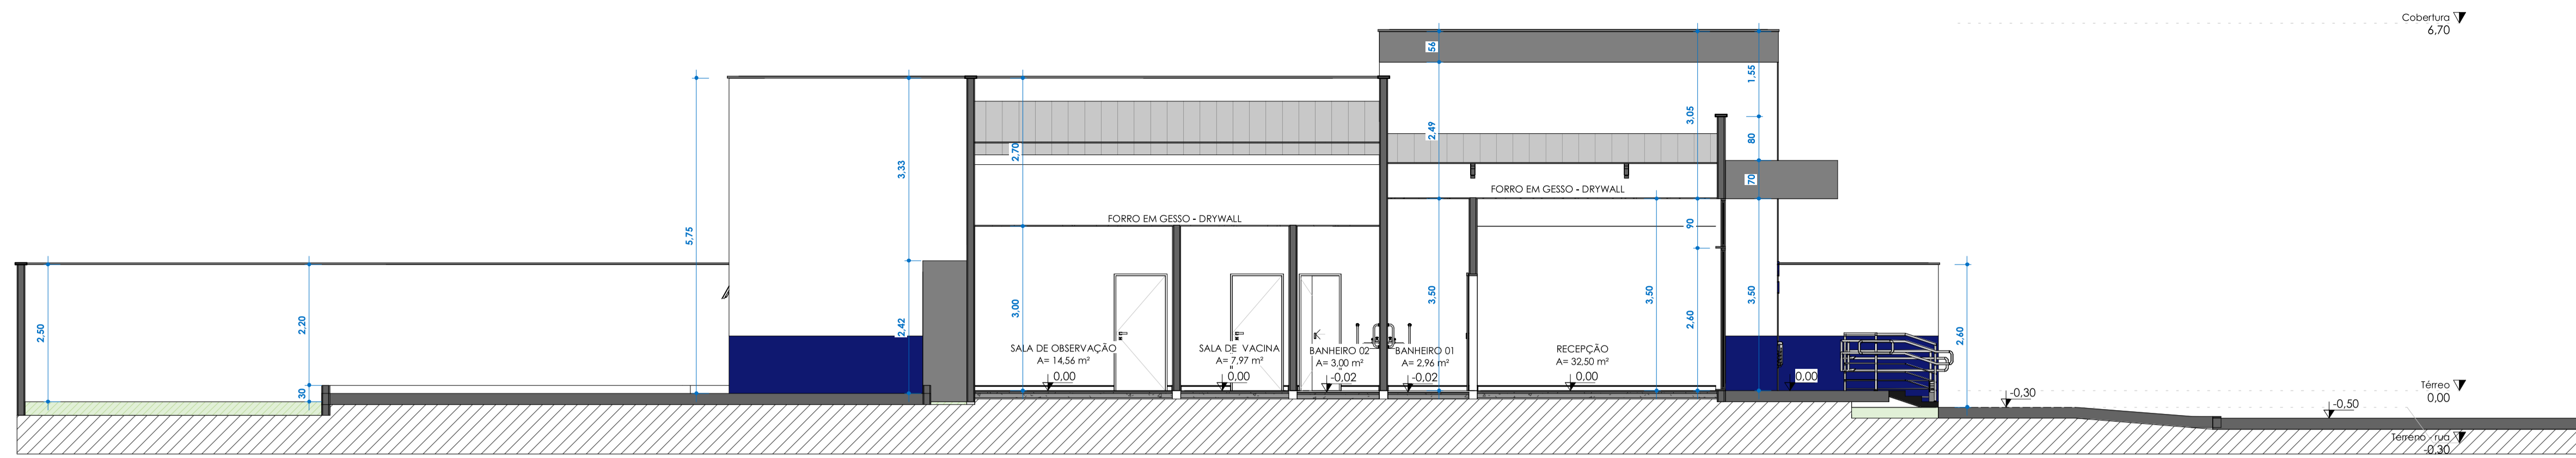 Cobertura
6,70
56
1,55
3,05
2,49
80
2,70
3,33
70
FORRO EM GESSO - DRYWALL
FORRO EM GESSO - DRYWALL
90
5,75
3,00
3,50
3,50
3,50
2,60
2,50
2,20
2,42
2,60
SALA DE OBSERVAÇÃO
A= 14,56 m²
0,00
SALA DE VACINA
A= 7,97 m²
0,00
BANHEIRO 02
A= 3,00 m²
-0,02
BANHEIRO 01
A= 2,96 m²
-0,02
RECEPÇÃO
A= 32,50 m²
0,00
0,00
30
-0,30
-0,50
Térreo
0,00
Terreno - rua
-0,30